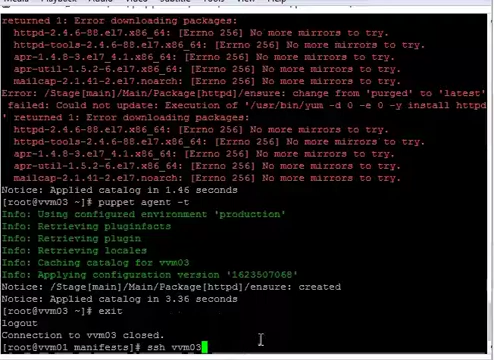 Media Playback Audio Video Subtitle Tools View Help
returned 1: Error downloading packages:
httpd-2.4.6-88.el7.x86_64: [Errno 256] No more mirrors to try.
httpd-tools-2.4.6-88.el7.x86_64: [Errno 256] No more mirrors to try.
apr-1.4.8-3.el7_4.1.x86_64: [Errno 256] No more mirrors to try.
apr-util-1.5.2-6.el7.x86_64: [Errno 256] No more mirrors to try.
mailcap-2.1.41-2.el7.noarch: [Errno 256] No more mirrors to try.
Error: /Stage[main]/Main/Package[httpd]/ensure: change from 'purged' to 'latest'
failed: Could not update: Execution of '/usr/bin/yum -d 0 -e 0 -y install httpd
' returned 1: Error downloading packages:
httpd-2.4.6-88.el7.x86_64: [Errno 256] No more mirrors to try.
httpd-tools-2.4.6-88.el7.x86_64: [Errno 256] No more mirrors to try.
apr-1.4.8-3.el7_4.1.x86_64: [Errno 256] No more mirrors to try.
apr-util-1.5.2-6.el7.x86_64: [Errno 256] No more mirrors to try.
mailcap-2.1.41-2.el7.noarch: [Errno 256] No more mirrors to try.
Notice: Applied catalog in 1.46 seconds
[root@vvm03 ~]# puppet agent -t
Info: Using configured environment 'production'
Info: Retrieving pluginfacts
Info: Retrieving plugin
Info: Retrieving locales
Info: Caching catalog for vvm03
Info: Applying configuration version '1623507068'
Notice: /Stage[main]/Main/Package[httpd]/ensure: created
Notice: Applied catalog in 3.36 seconds
[root@vvm03 ~]# exit
logout
Connection to vvm03 closed.
[root@vvm01 manifests]# ssh vvm03